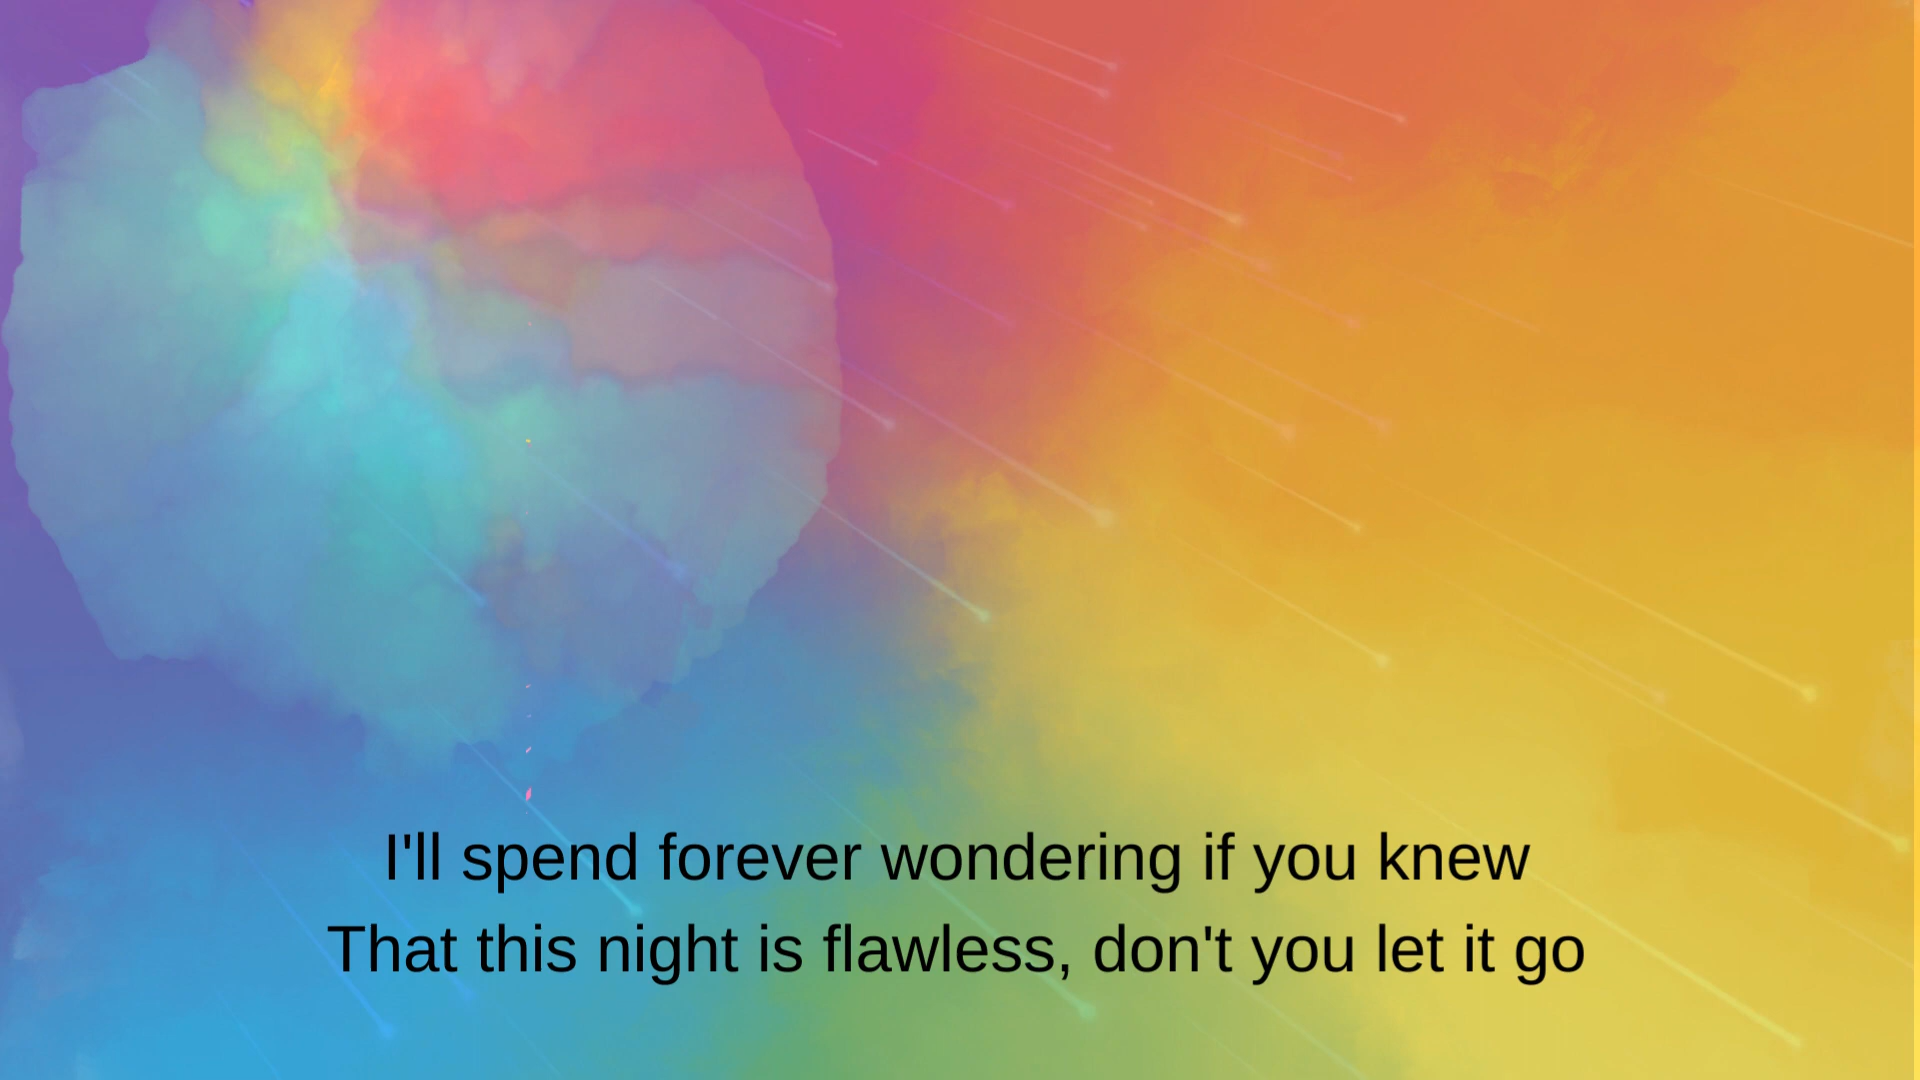 I'll spend forever wondering if you knew
That this night is flawless, don't you let it go